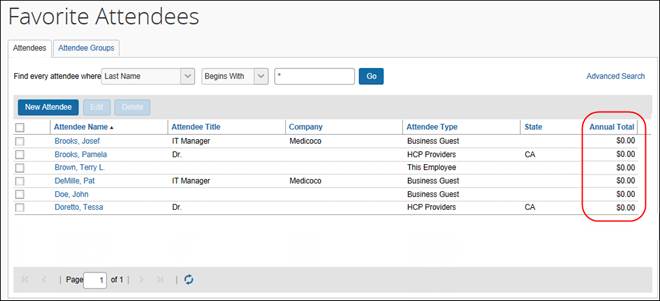 Favorite Attendees
Attendees Attendee Groups
Find every attendee where Last Name Begins With * Go Advanced Search
New Attendee Edit Delete
Attendee Name Attendee Title Company Attendee Type State Annual Total
Brooks, Josef IT Manager Medicoco Business Guest $0.00
Brooks, Pamela Dr. HCP Providers CA $0.00
Brown, Terry L. This Employee $0.00
DeMille, Pat IT Manager Medicoco Business Guest $0.00
Doe, John Business Guest $0.00
Doretto, Tessa Dr. HCP Providers CA $0.00
Page 1 of 1